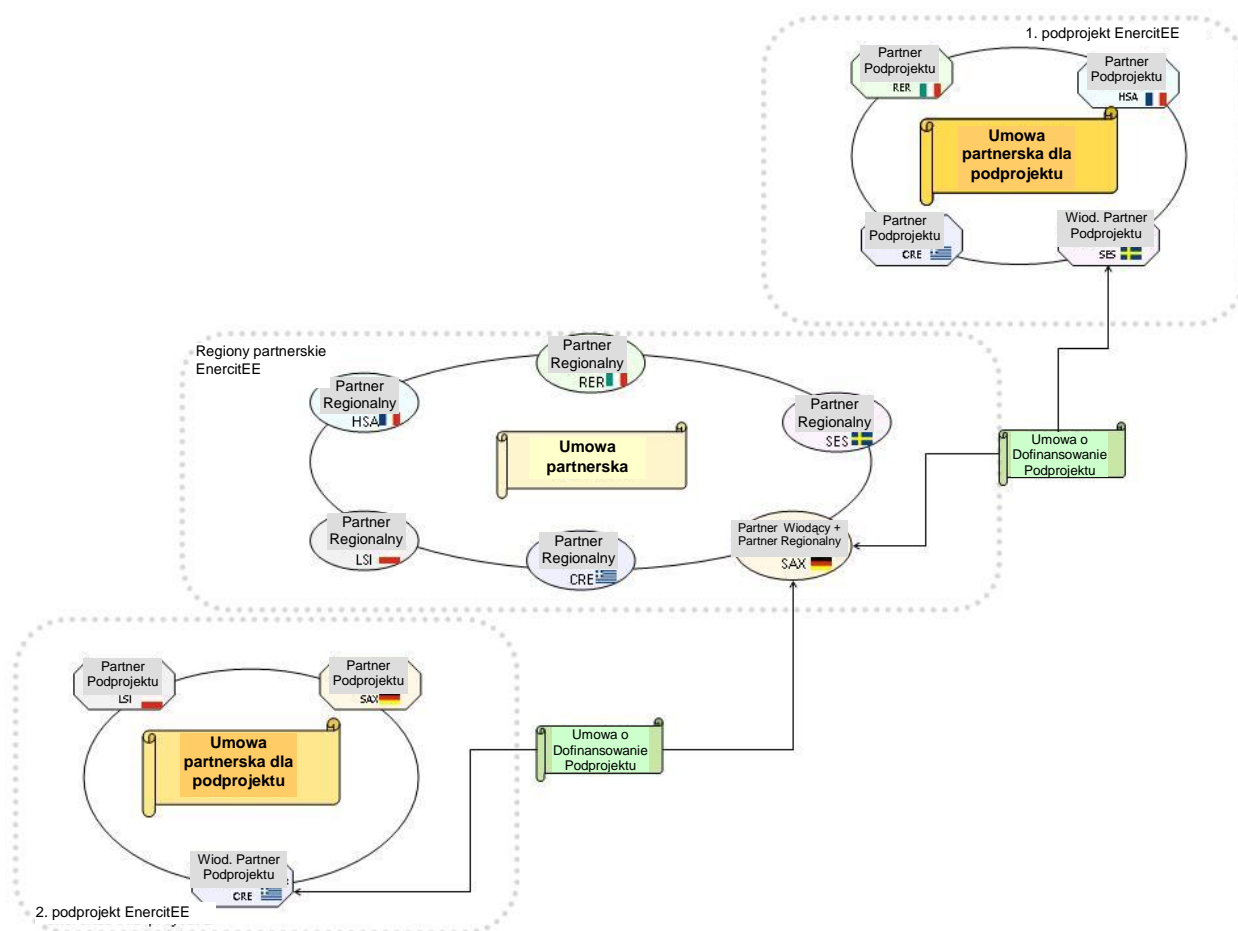 1. podprojekt EnercitEE
Partner
Podprojektu
RER
Partner
Podprojektu
HSA
Umowa
partnerska dla
podprojektu
Partner
Podprojektu
CRE
Wiod. Partner
Podprojektu
SES
Regiony partnerskie
EnercitEE
Partner
Regionalny
RER
Partner
Regionalny
HSA
Partner
Regionalny
SES
Umowa
partnerska
Umowa o
Dofinansowanie
Podprojektu
Partner
Regionalny
LSI
Partner
Regionalny
CRE
Partner Wiodący +
Partner Regionalny
SAX
Partner
Podprojektu
LSI
Partner
Podprojektu
SAX
Umowa
partnerska dla
podprojektu
Umowa o
Dofinansowanie
Podprojektu
Wiod. Partner
Podprojektu
CRE
2. podprojekt EnercitEE